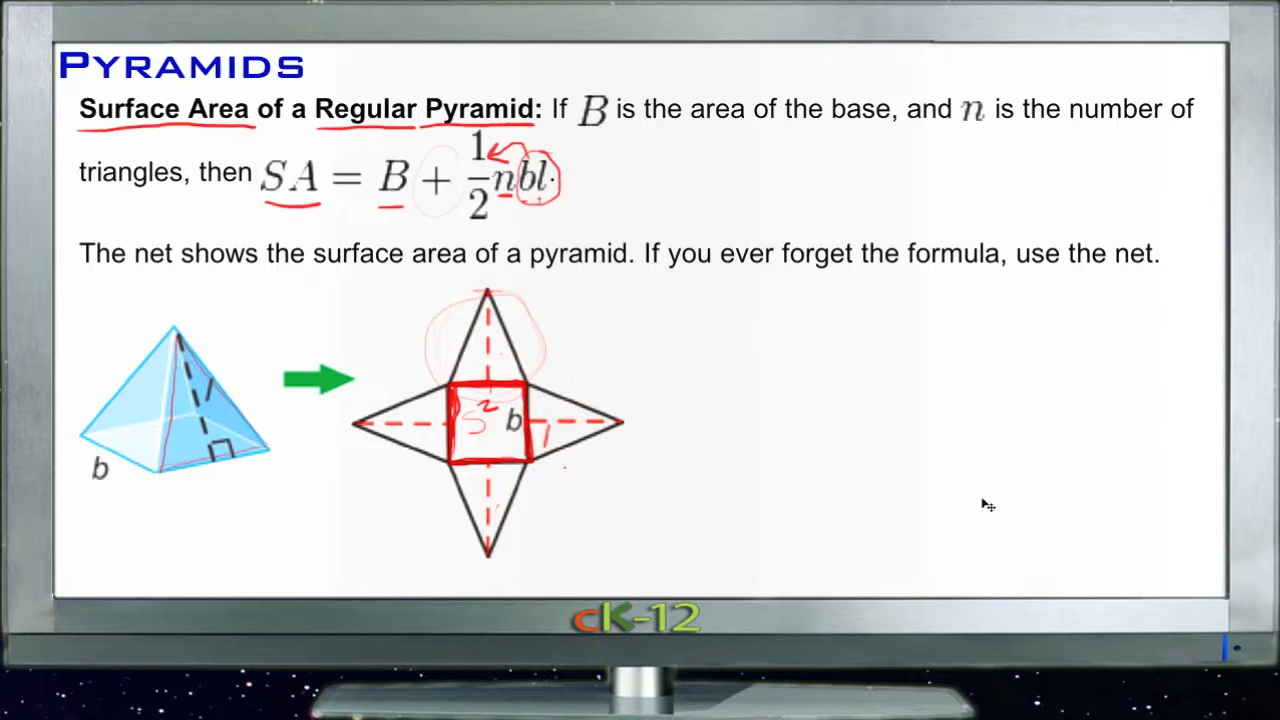 PYRAMIDS
Surface Area of a Regular Pyramid: If B is the area of the base, and n is the number of
triangles, then SA = B + 1/2 nbl.
The net shows the surface area of a pyramid. If you ever forget the formula, use the net.
l
b
s² b
l
cK-12